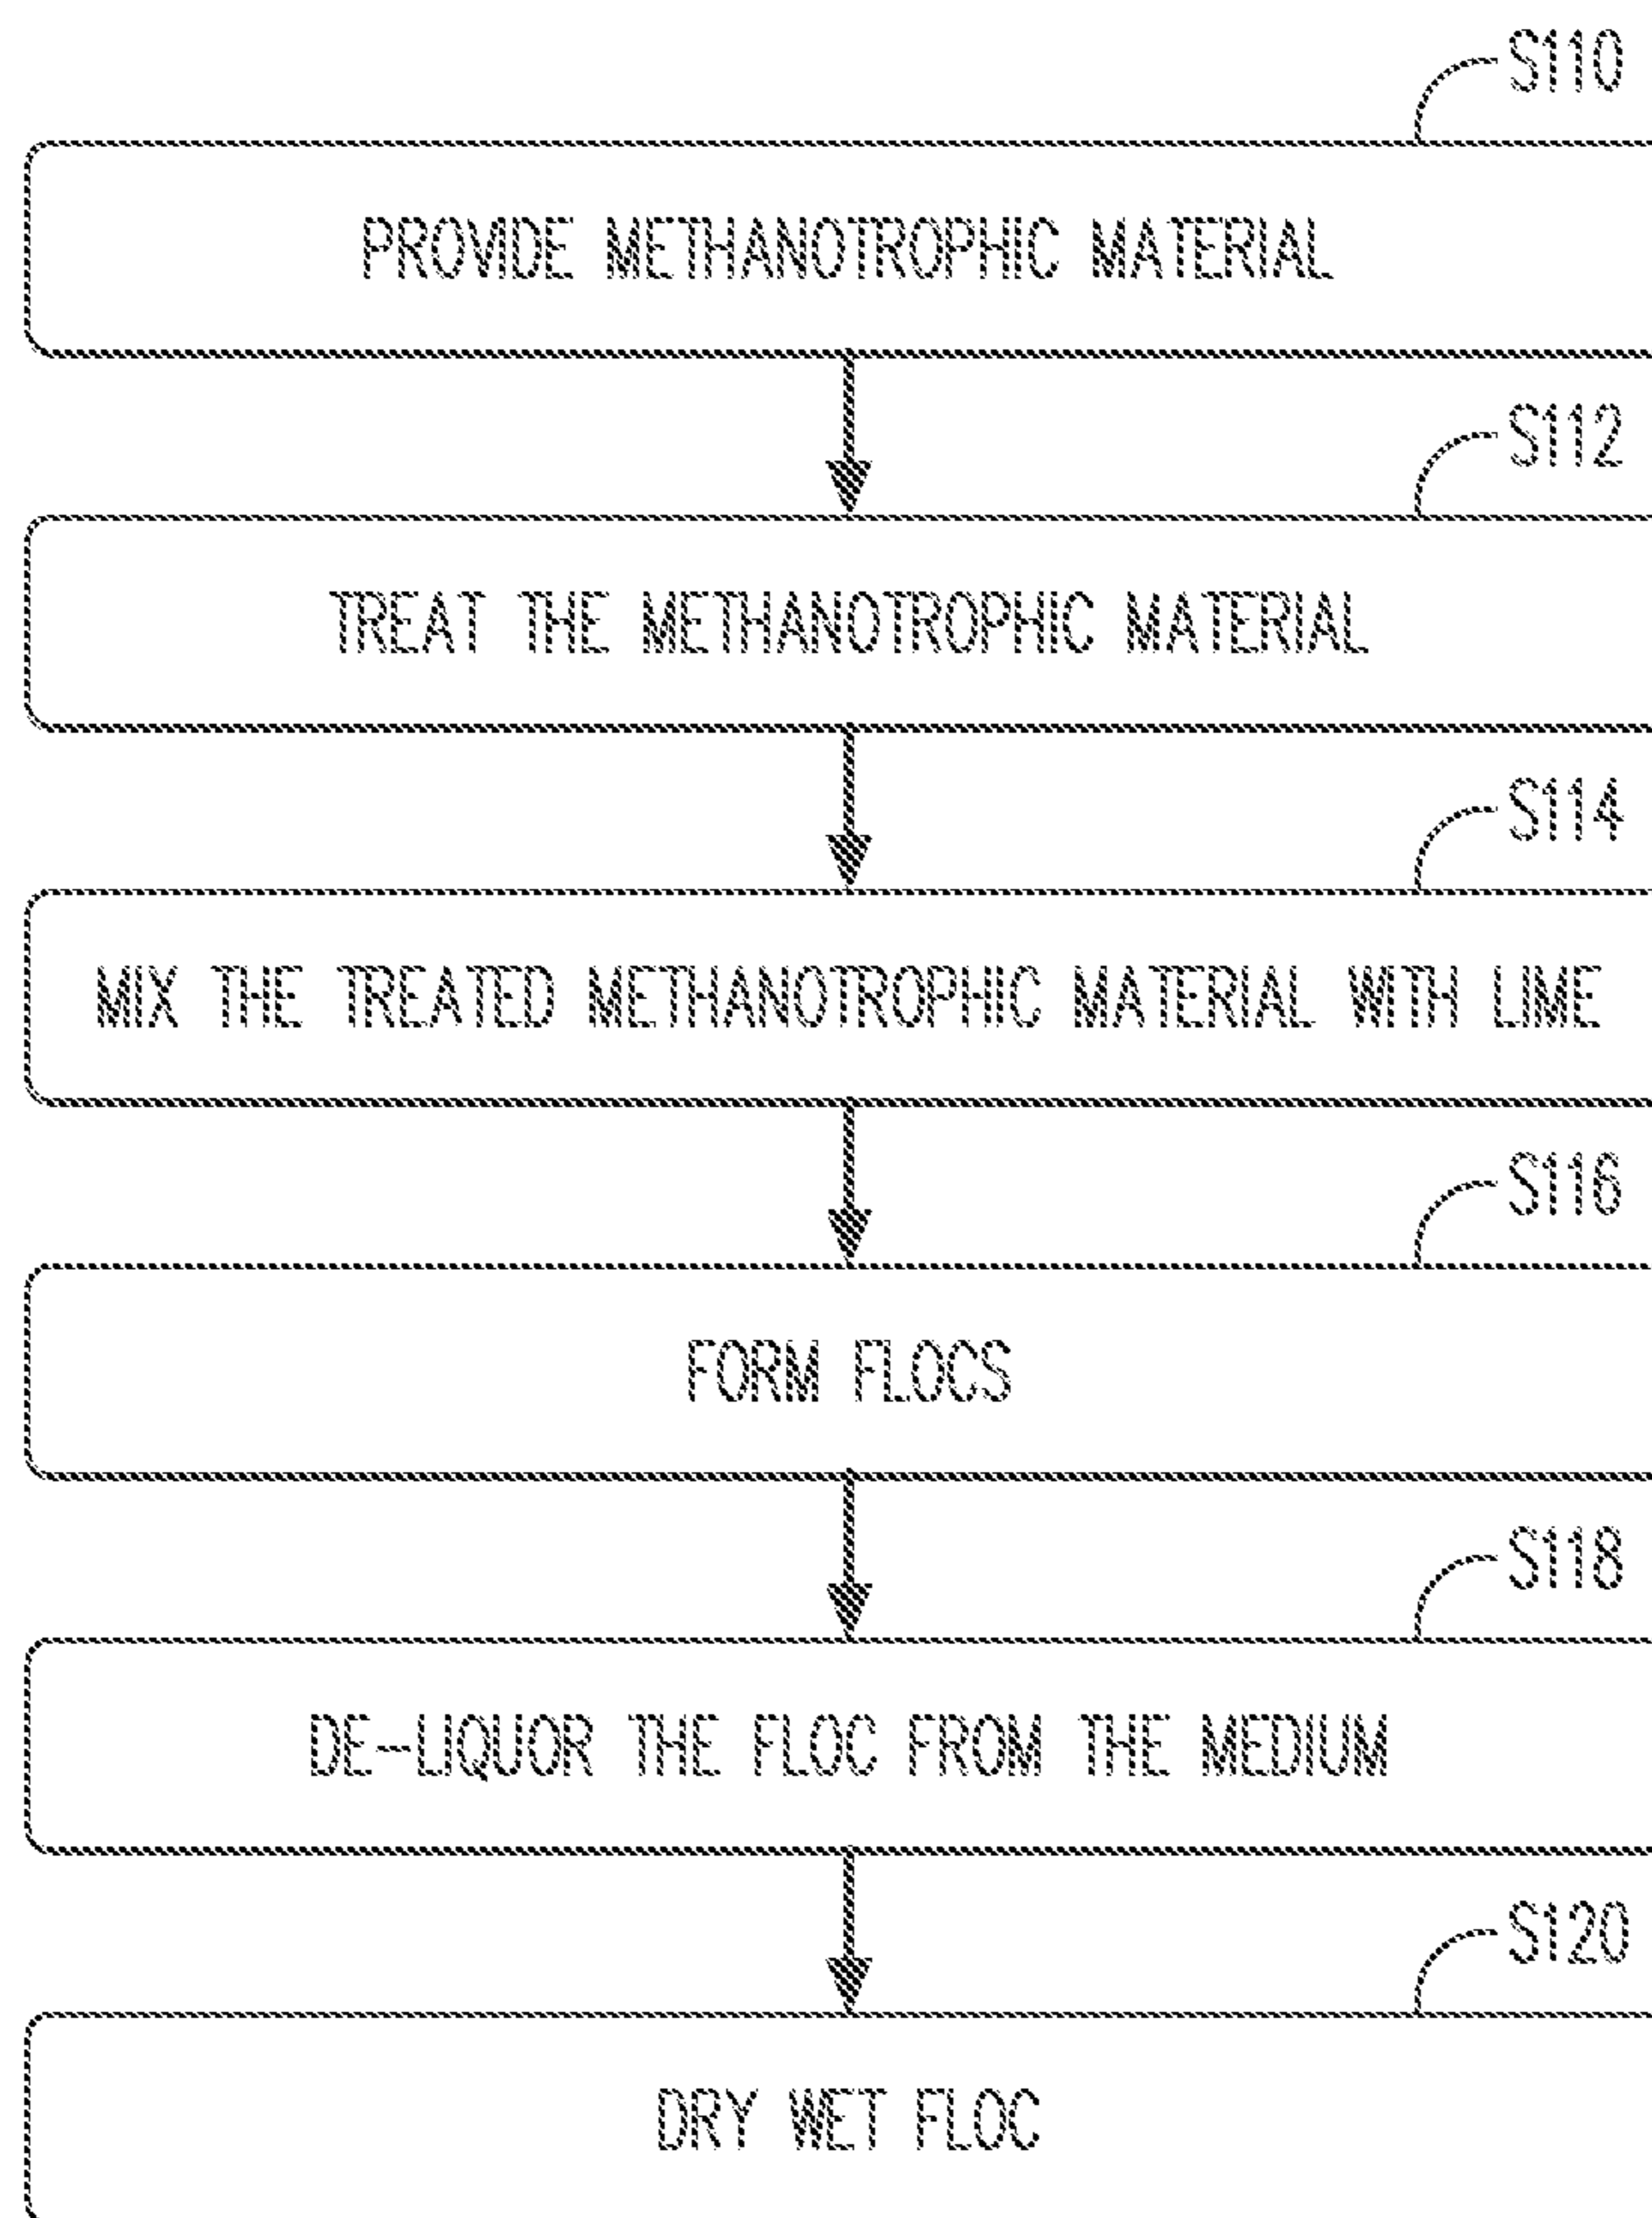 S110
PROVIDE METHANOTROPHIC MATERIAL
S112
TREAT THE METHANOTROPHIC MATERIAL
S114
MIX THE TREATED METHANOTROPHIC MATERIAL WITH LIME
S116
FORM FLOCS
S118
DE-LIQUOR THE FLOC FROM THE MEDIUM
S120
DRY WET FLOC